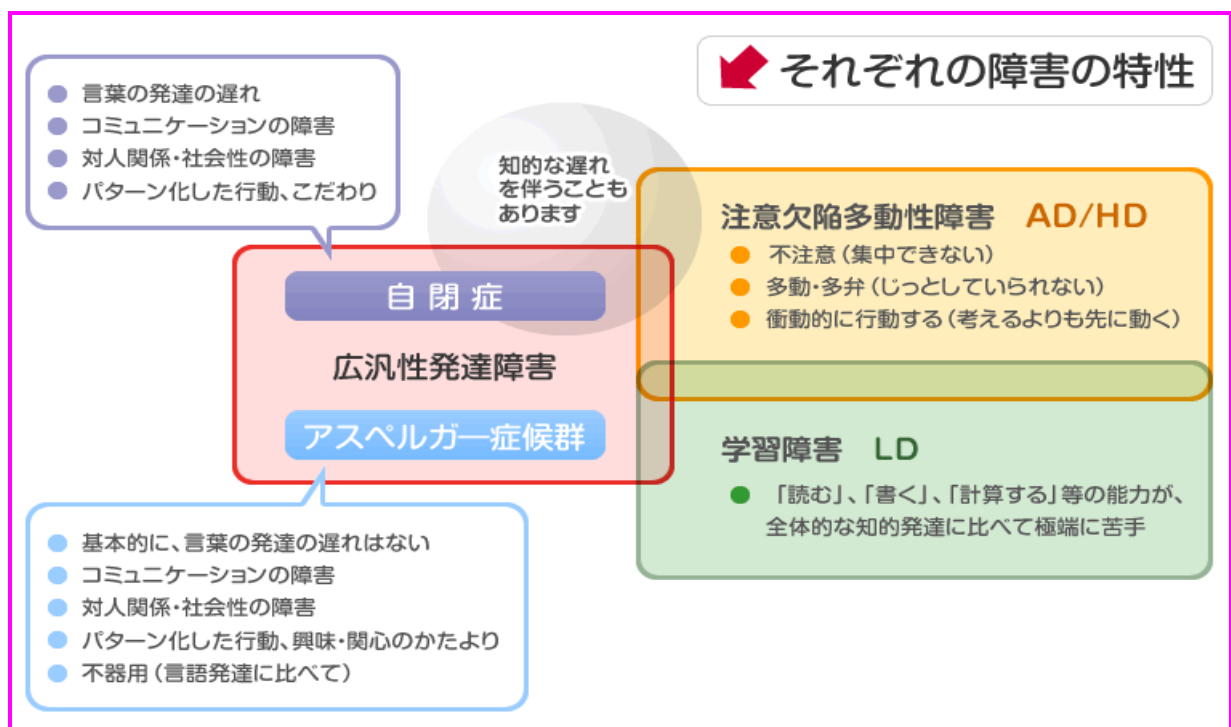 それぞれの障害の特性
● 言葉の発達の遅れ
● コミュニケーションの障害
● 対人関係・社会性の障害
● パターン化した行動、こだわり
知的な遅れ
を伴うことも
あります
自閉症
広汎性発達障害
アスペルガー症候群
● 基本的に、言葉の発達の遅れはない
● コミュニケーションの障害
● 対人関係・社会性の障害
● パターン化した行動、興味・関心のかたより
● 不器用(言語発達に比べて)
注意欠陥多動性障害 AD/HD
● 不注意(集中できない)
● 多動・多弁(じっとしていられない)
● 衝動的に行動する(考えるよりも先に動く)
学習障害 LD
● 「読む」、「書く」、「計算する」等の能力が、
全体的な知的発達に比べて極端に苦手